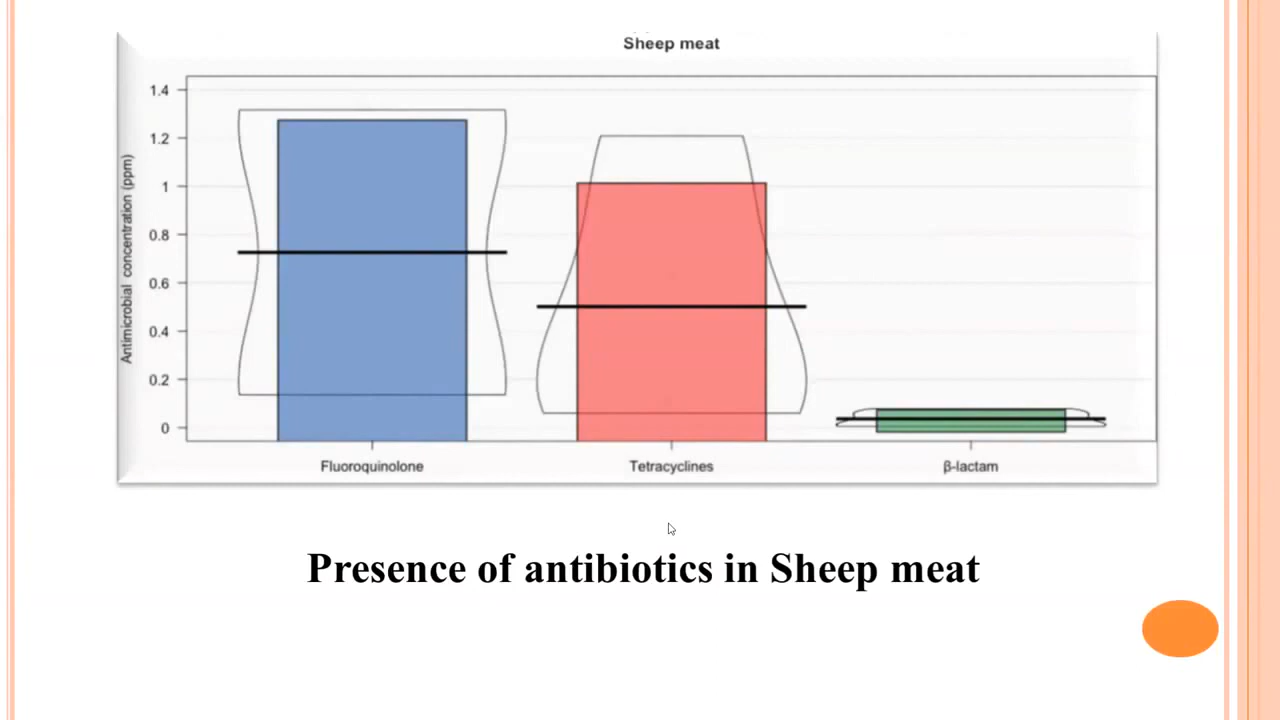 Sheep meat
Antimicrobial concentration (ppm)
1.4
1.2
1
0.8
0.6
0.4
0.2
0
Fluoroquinolone Tetracyclines β-lactam
Presence of antibiotics in Sheep meat